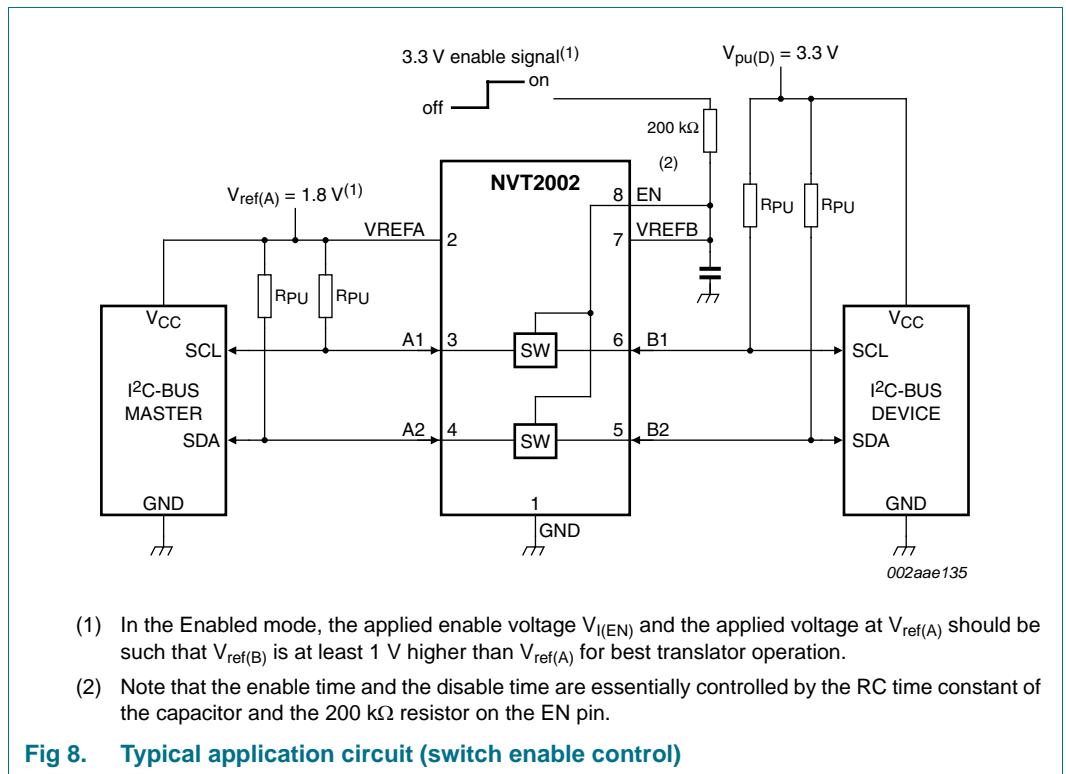 3.3 V enable signal(1)
on
off
Vpu(D) = 3.3 V
200 kΩ
(2)
NVT2002
Vref(A) = 1.8 V(1)
8 EN
RPU
RPU
VREFA
2
7
VREFB
RPU
RPU
VCC
VCC
SCL
A1
3
SW
6
B1
SCL
I2C-BUS
MASTER
I2C-BUS
DEVICE
SDA
A2
4
SW
5
B2
SDA
GND
1
GND
GND
002aae135
(1) In the Enabled mode, the applied enable voltage VI(EN) and the applied voltage at Vref(A) should be
such that Vref(B) is at least 1 V higher than Vref(A) for best translator operation.
(2) Note that the enable time and the disable time are essentially controlled by the RC time constant of
the capacitor and the 200 kΩ resistor on the EN pin.
Fig 8. Typical application circuit (switch enable control)